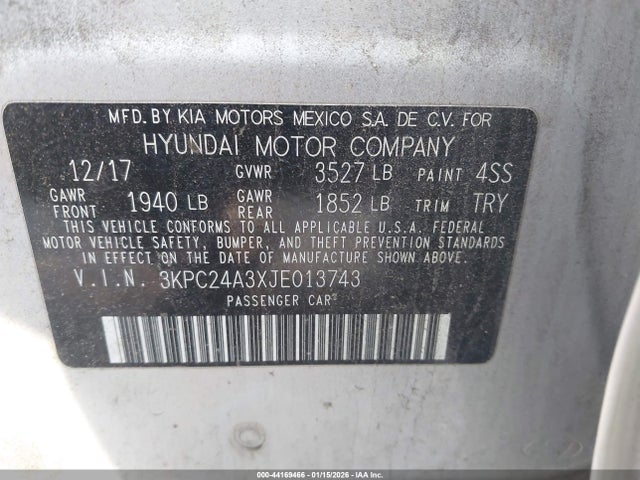 MFD. BY KIA MOTORS MEXICO S.A. DE C.V. FOR
HYUNDAI MOTOR COMPANY
12/17 GVWR 3527 LB PAINT 4SS
GAWR FRONT 1940 LB GAWR REAR 1852 LB TRIM TRY
THIS VEHICLE CONFORMS TO ALL APPLICABLE U.S.A. FEDERAL
MOTOR VEHICLE SAFETY, BUMPER, AND THEFT PREVENTION
STANDARDS IN EFFECT ON THE DATE OF MANUFACTURE SHOWN ABOVE.
V.I.N. 3KPC24A3XJE013743
PASSENGER CAR
000-44169466 - 01/15/2026 - IAAI Copart